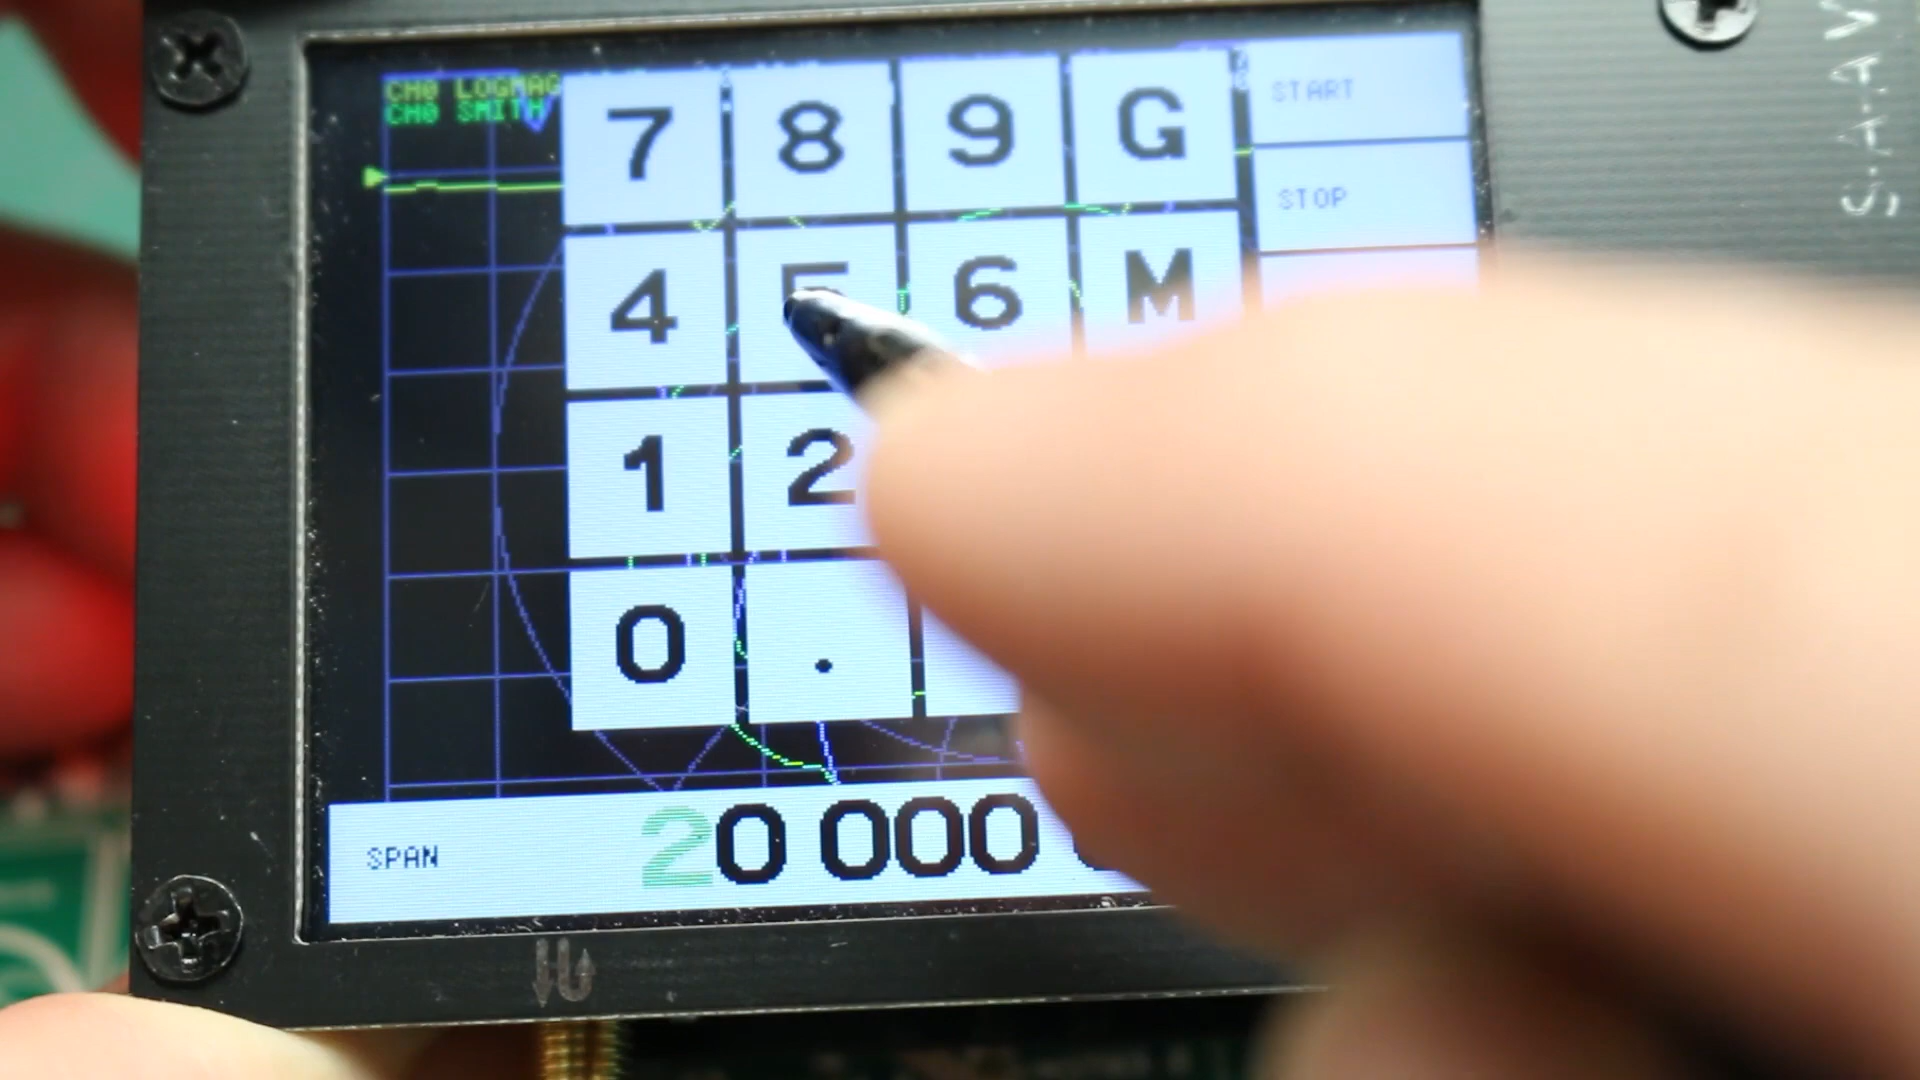 CH0 LOGMAG
CH0 SMITH
7 8 9 G
4 5 6 M
1 2
0 .
START
STOP
SPAN 20 000
S-A-A-V